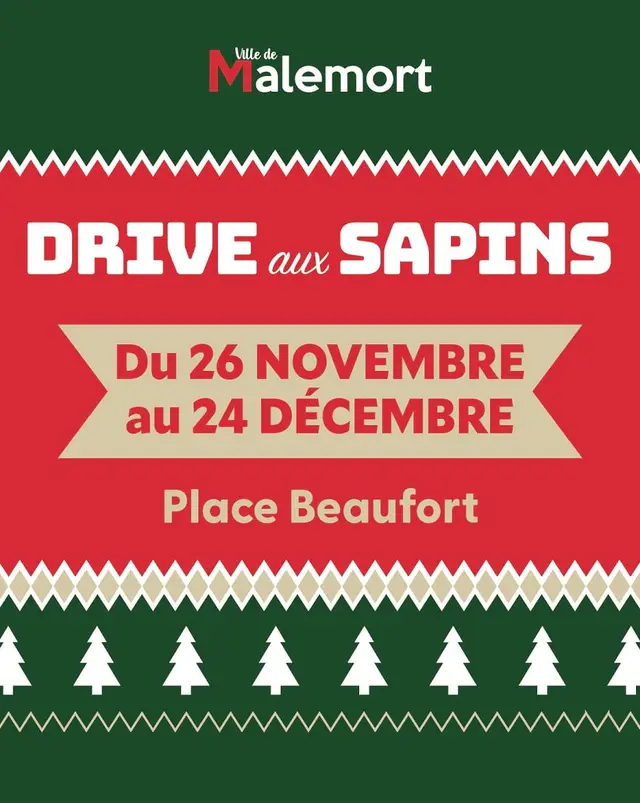 Ville de
Malemort
DRIVE aux SAPINS
Du 26 NOVEMBRE
au 24 DÉCEMBRE
Place Beaufort